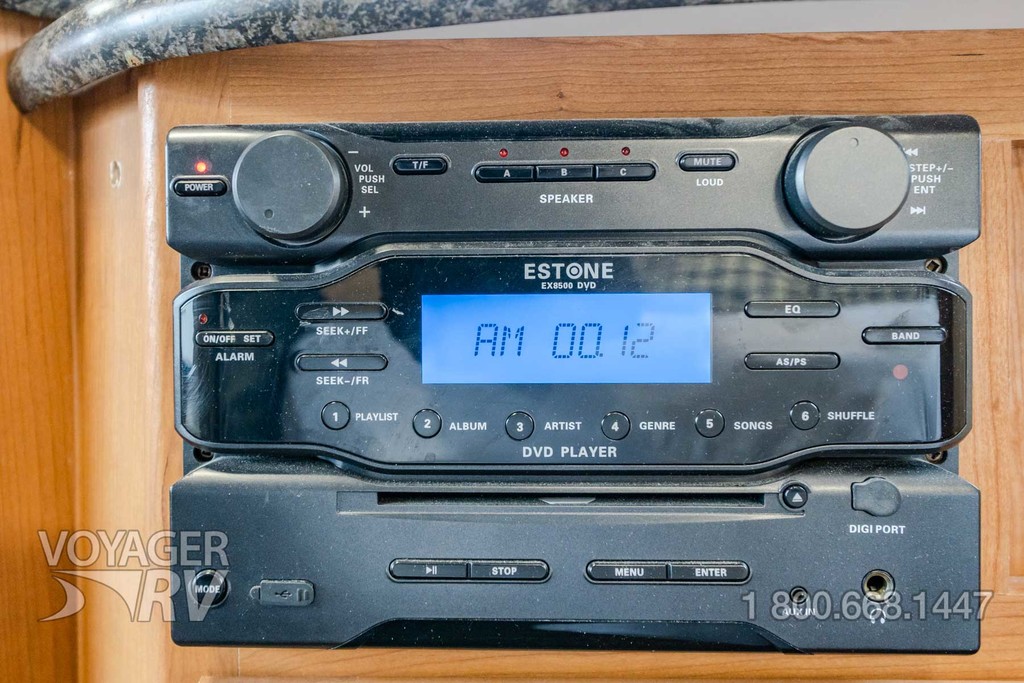 POWER
VOL
PUSH
SEL
T/F
A B C
SPEAKER
MUTE
LOUD
STEP+/-
PUSH
ENT
ESTONE
EX8500 DVD
ON/OFF SET
ALARM
SEEK+/FF
SEEK-/FR
AM 00.12
EQ
AS/PS
BAND
1 PLAYLIST
2 ALBUM
3 ARTIST
4 GENRE
5 SONGS
6 SHUFFLE
DVD PLAYER
DIGI PORT
STOP
MENU ENTER
MODE
AUX IN
VOYAGER
RV
1 800.668.1447